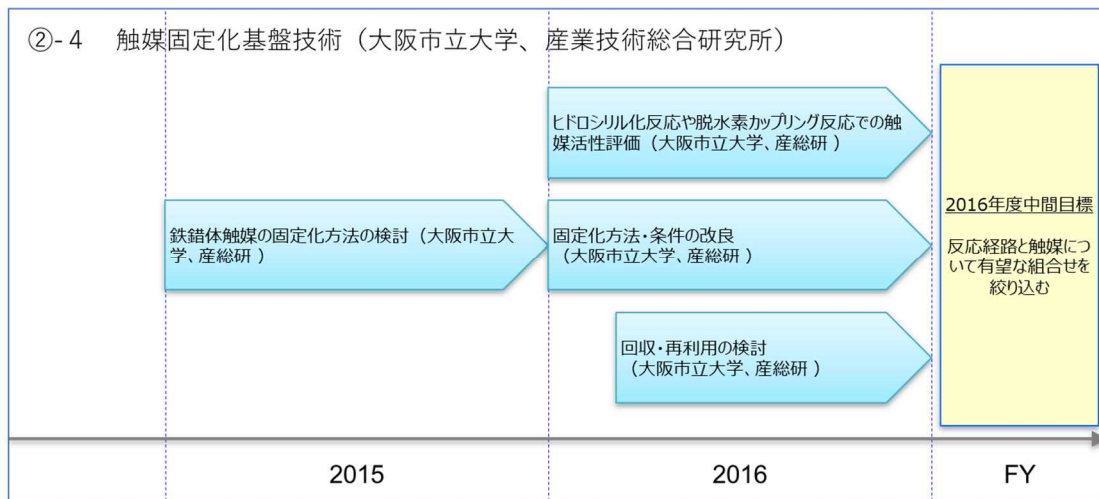 ②-４　触媒固定化基盤技術（大阪市立大学、産業技術総合研究所）
ヒドロシリル化反応や脱水素カップリング反応での触
媒活性評価（大阪市立大学、産総研 ）
鉄錯体触媒の固定化方法の検討（大阪市立大
学、産総研 ）
固定化方法・条件の改良
（大阪市立大学、産総研 ）
回収・再利用の検討
（大阪市立大学、産総研 ）
2016年度中間目標
反応経路と触媒につ
いて有望な組合せを
絞り込む
2015
2016
FY